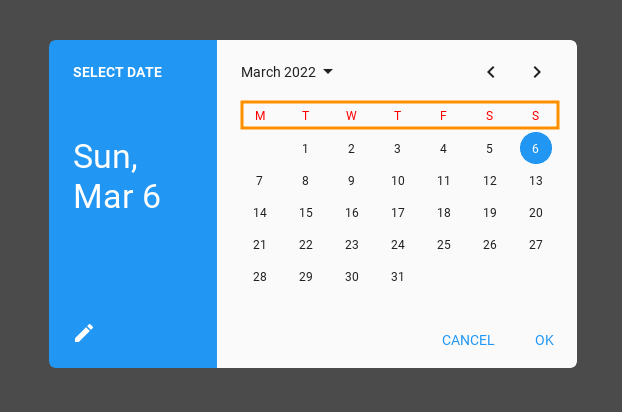 SELECT DATE
Sun,
Mar 6
March 2022
M T W T F S S
1 2 3 4 5 6
7 8 9 10 11 12 13
14 15 16 17 18 19 20
21 22 23 24 25 26 27
28 29 30 31
CANCEL OK